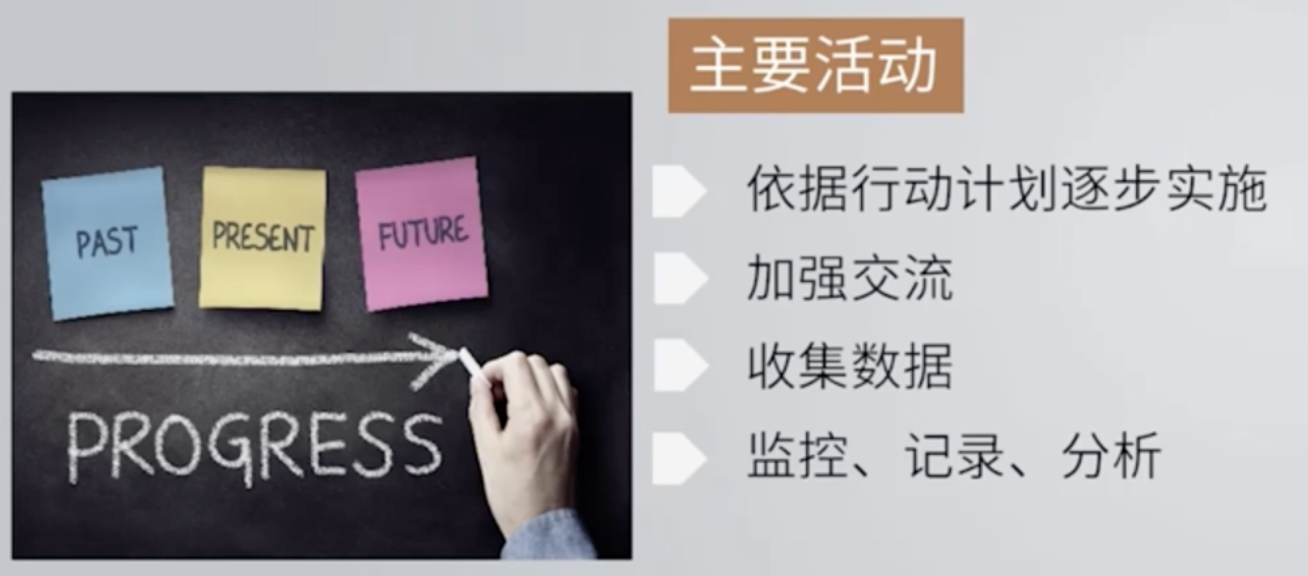 主要活动
PAST
PRESENT
FUTURE
PROGRESS
依据行动计划逐步实施
加强交流
收集数据
监控、记录、分析